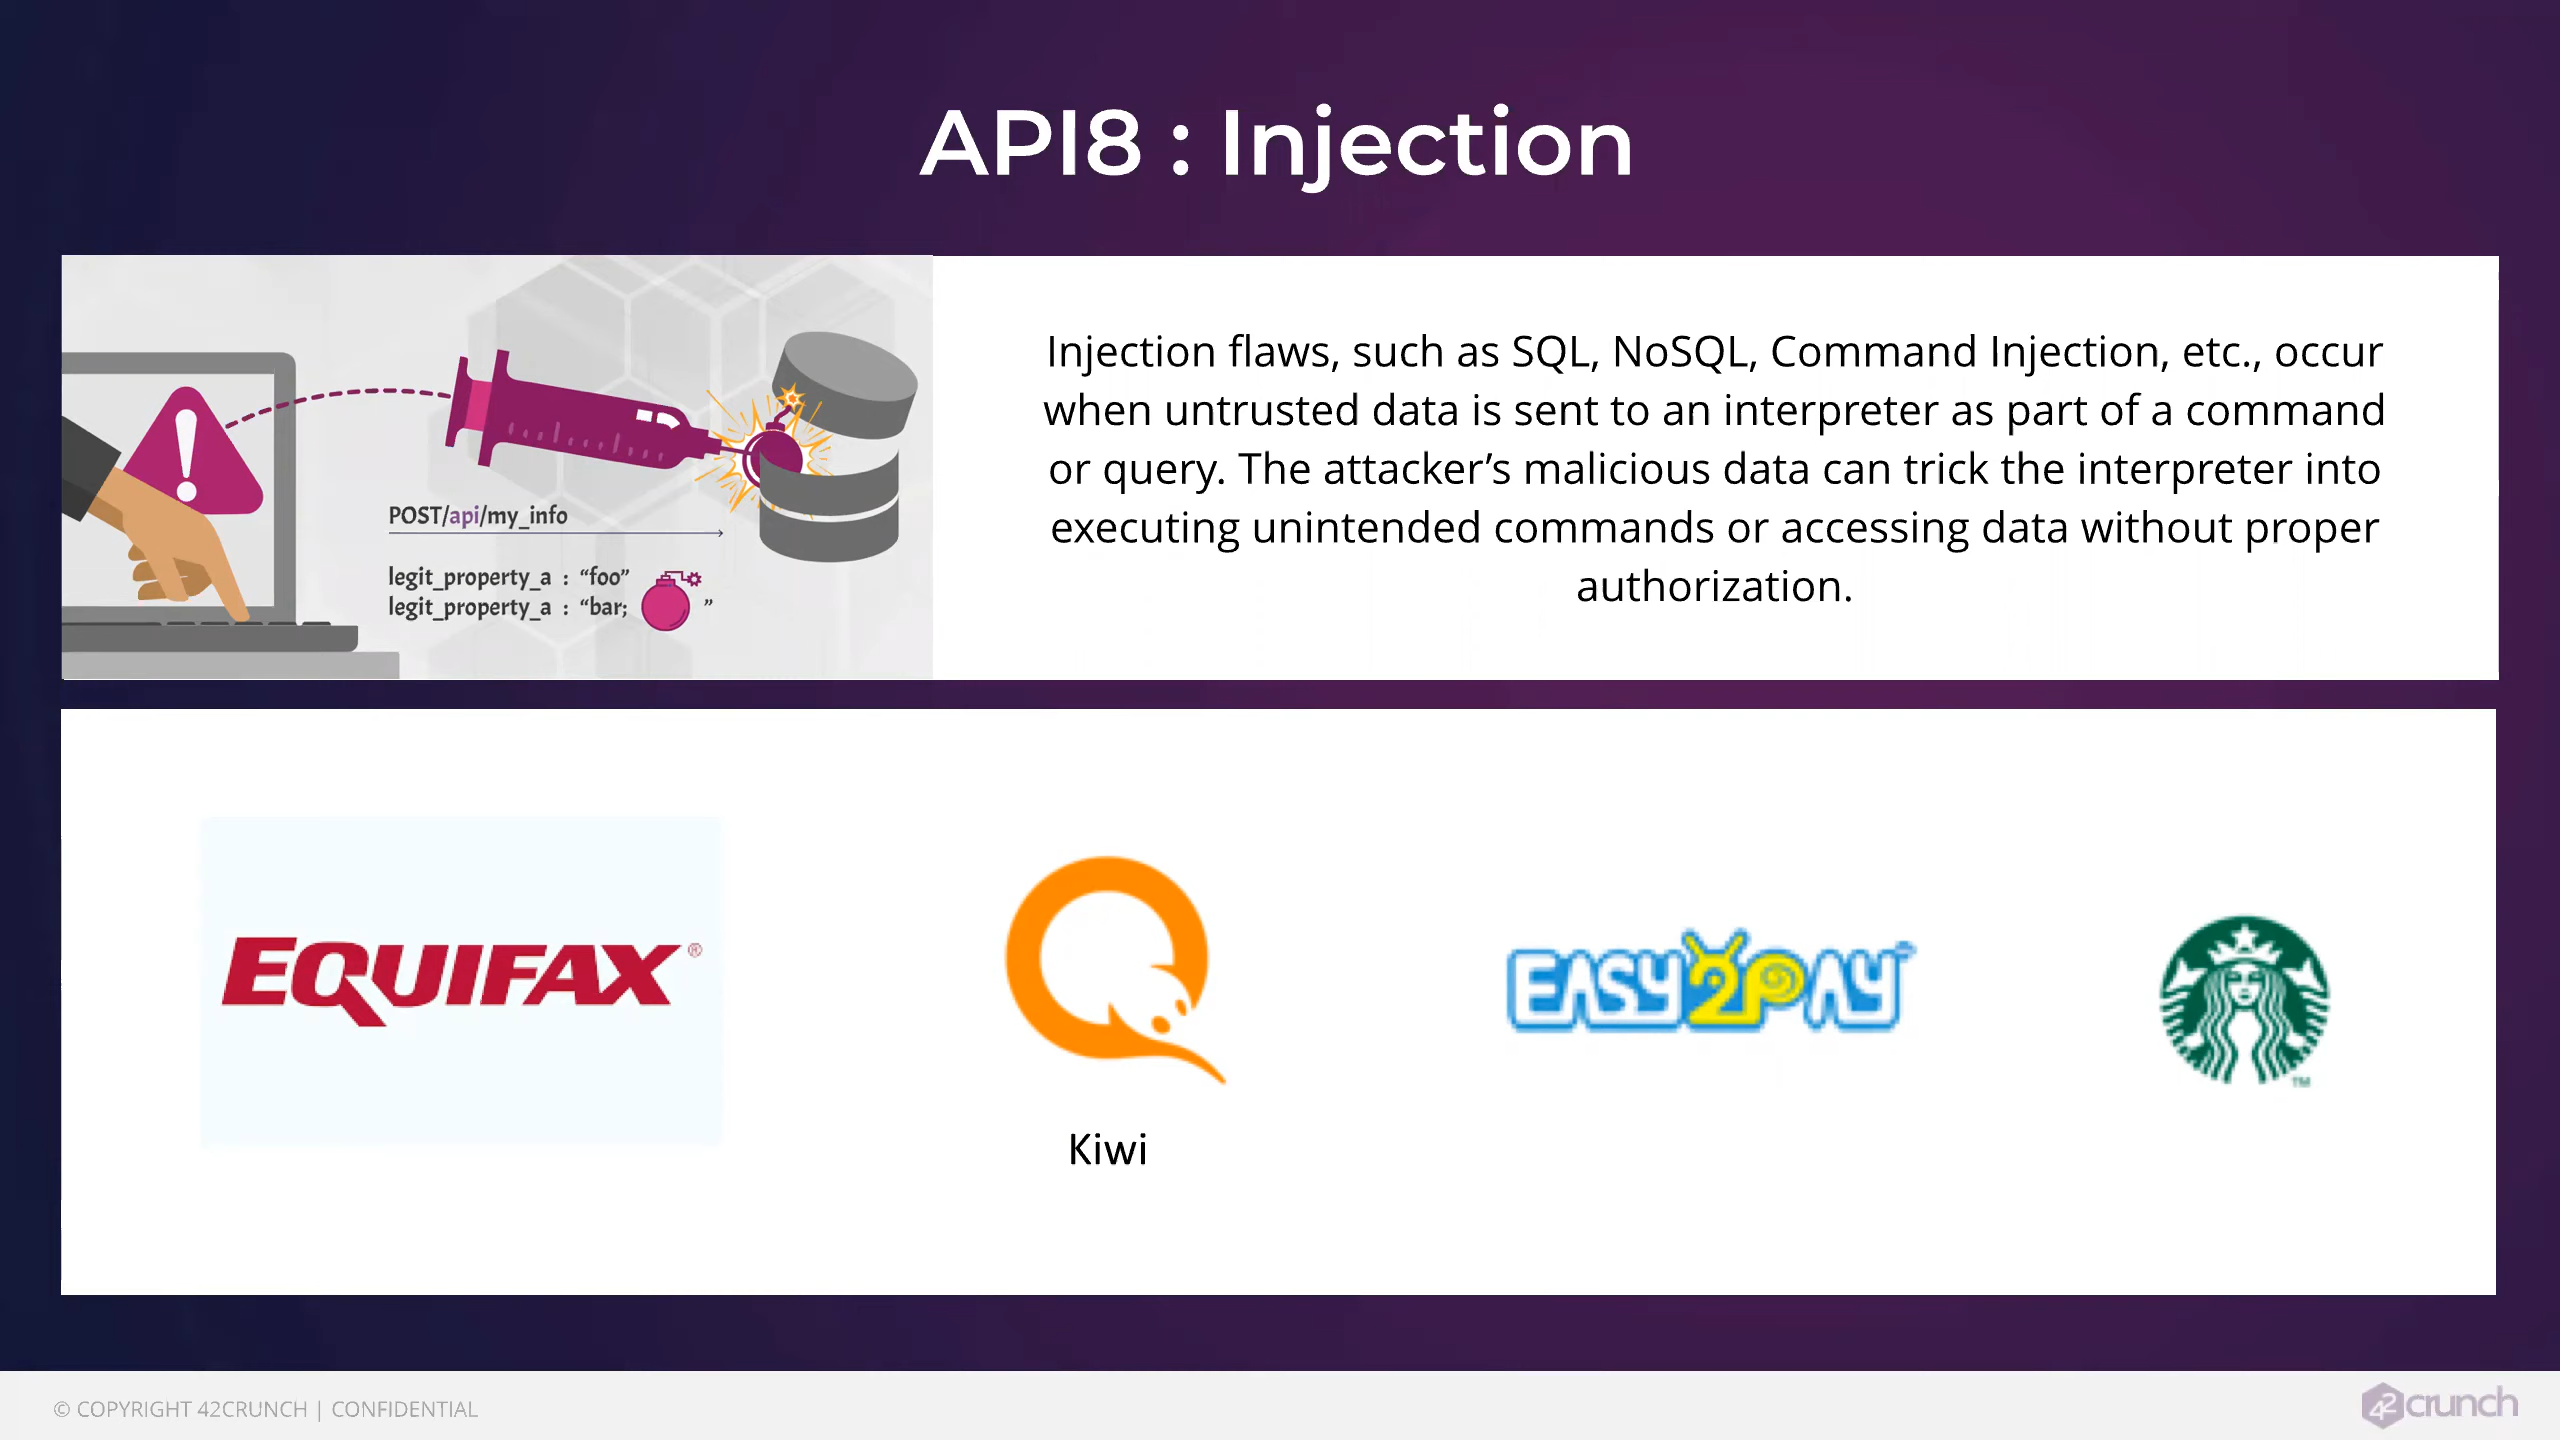 API8 : Injection
POST/api/my_info
legit_property_a : “foo”
legit_property_a : “bar; ”
Injection flaws, such as SQL, NoSQL, Command Injection, etc., occur
when untrusted data is sent to an interpreter as part of a command
or query. The attacker’s malicious data can trick the interpreter into
executing unintended commands or accessing data without proper
authorization.
EQUIFAX®
EASY2PAY
TM
Kiwi
© COPYRIGHT 42CRUNCH | CONFIDENTIAL
42crunch